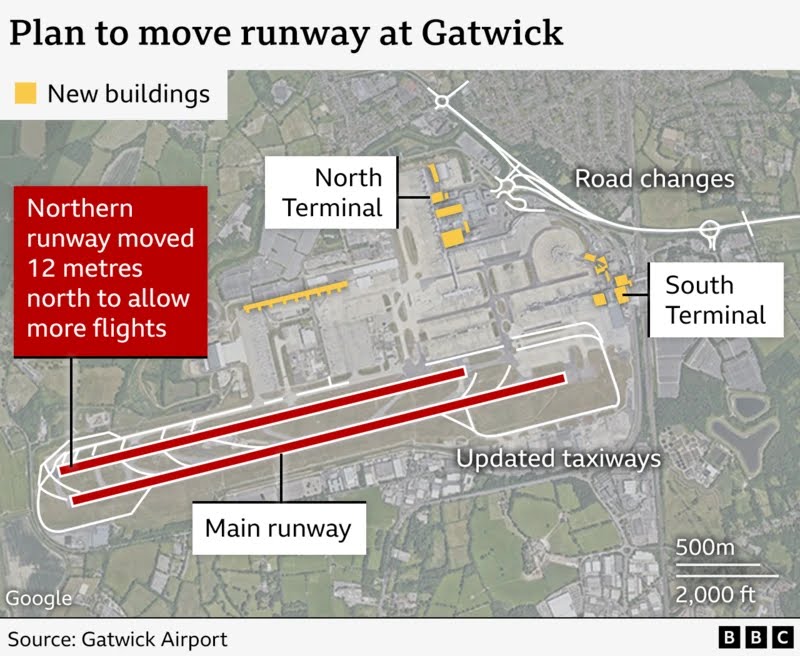 Plan to move runway at Gatwick
New buildings
North
Terminal
Road changes
Northern
runway moved
12 metres
north to allow
more flights
South
Terminal
Updated taxiways
Main runway
500m
2,000 ft
Google
Source: Gatwick Airport
BBC